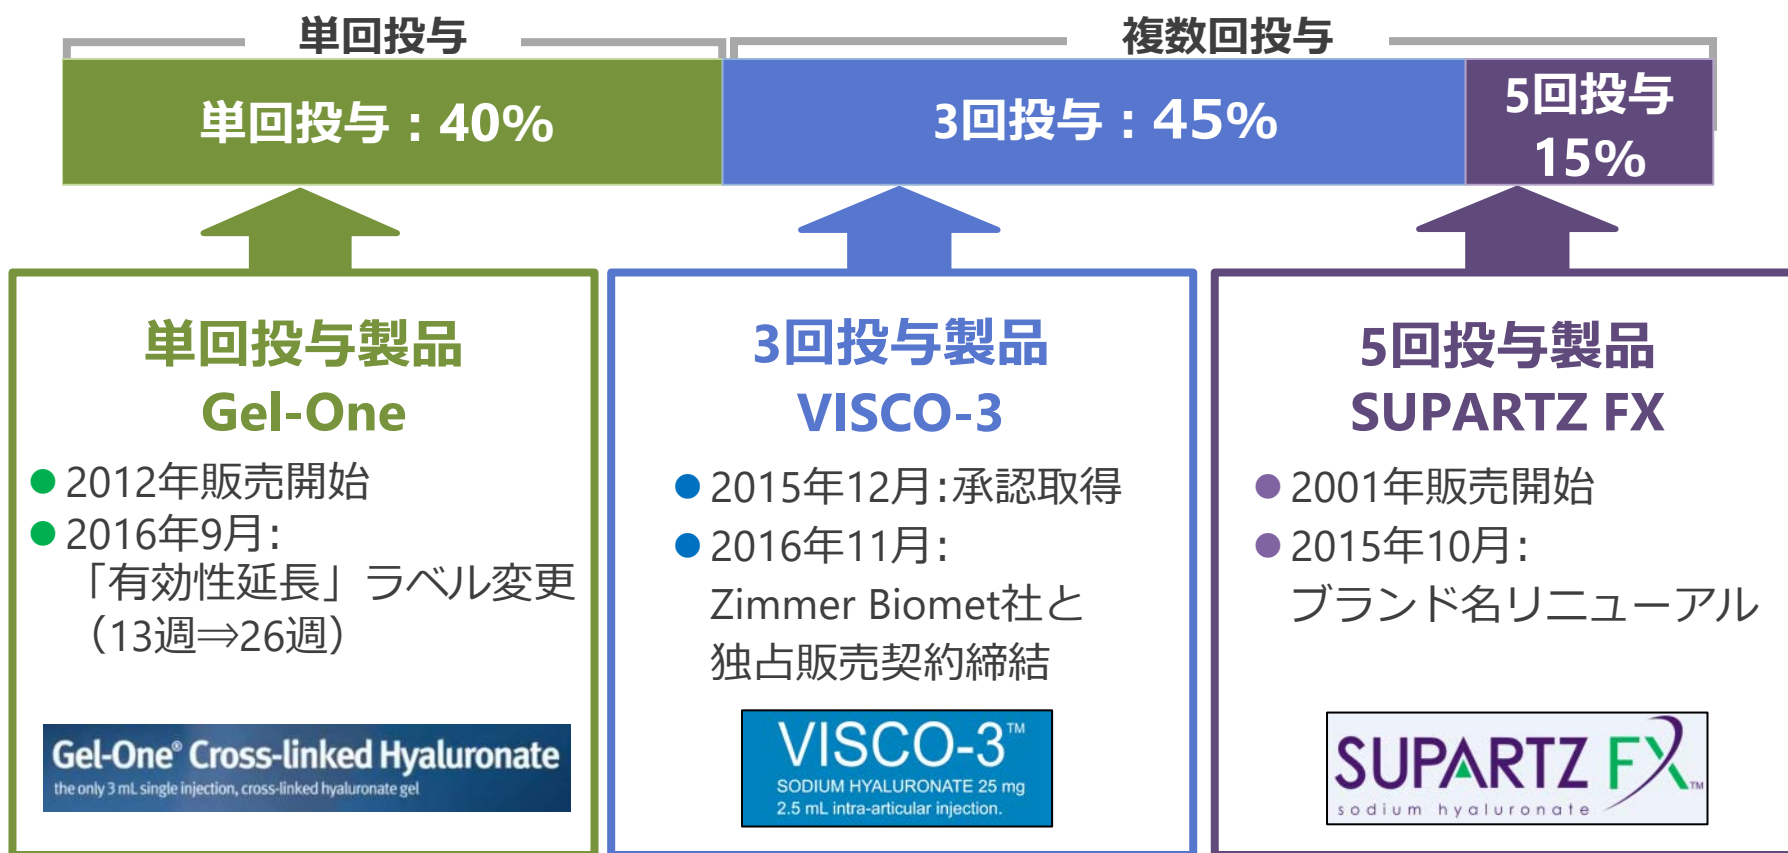 単回投与
複数回投与
単回投与：40%
3回投与：45%
5回投与
15%
単回投与製品
Gel-One
●2012年販売開始
●2016年9月:
「有効性延長」ラベル変更
（13週⇒26週）
Gel-One® Cross-linked Hyaluronate
the only 3 mL single injection, cross-linked hyaluronate gel
3回投与製品
VISCO-3
●2015年12月:承認取得
●2016年11月:
Zimmer Biomet社と
独占販売契約締結
VISCO-3™
SODIUM HYALURONATE 25 mg
2.5 mL intra-articular injection.
5回投与製品
SUPARTZ FX
●2001年販売開始
●2015年10月:
ブランド名リニューアル
SUPARTZ FX™
sodium hyaluronate